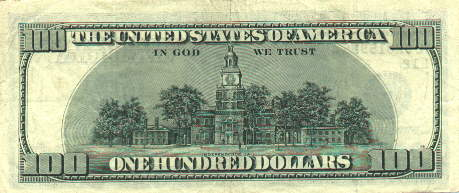 100 THE UNITED STATES OF AMERICA 100
IN GOD WE TRUST
100 ONE HUNDRED DOLLARS 100